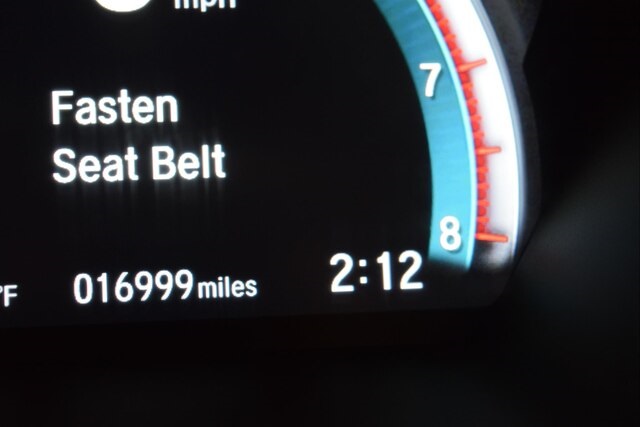 mph
7
Fasten
Seat Belt
8
°F 016999 miles 2:12